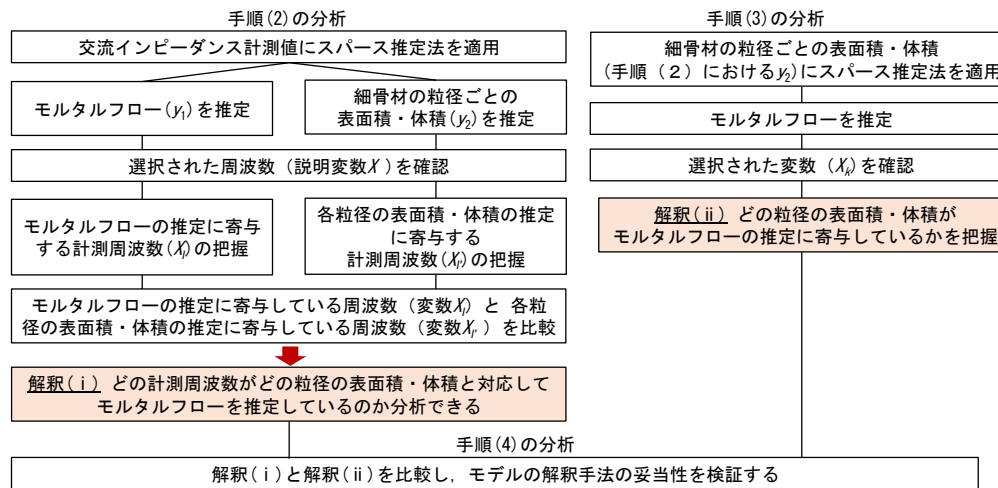 手順(2)の分析
交流インピーダンス計測値にスパース推定法を適用
モルタルフロー(y₁)を推定
細骨材の粒径ごとの
表面積・体積(y₂)を推定
選択された周波数(説明変数X)を確認
モルタルフローの推定に寄与
する計測周波数(Xₗ)の把握
各粒径の表面積・体積の推定
に寄与する
計測周波数(Xₗ')の把握
モルタルフローの推定に寄与している周波数(変数Xₗ)と 各粒
径の表面積・体積の推定に寄与している周波数(変数Xₗ')を比較
解釈(ⅰ) どの計測周波数がどの粒径の表面積・体積と対応して
モルタルフローを推定しているのか分析できる
手順(3)の分析
細骨材の粒径ごとの表面積・体積
(手順(2)におけるy₂)にスパース推定法を適用
モルタルフローを推定
選択された変数(Xₖ)を確認
解釈(ⅱ) どの粒径の表面積・体積が
モルタルフローの推定に寄与しているかを把握
手順(4)の分析
解釈(ⅰ)と解釈(ⅱ)を比較し,モデルの解釈手法の妥当性を検証する